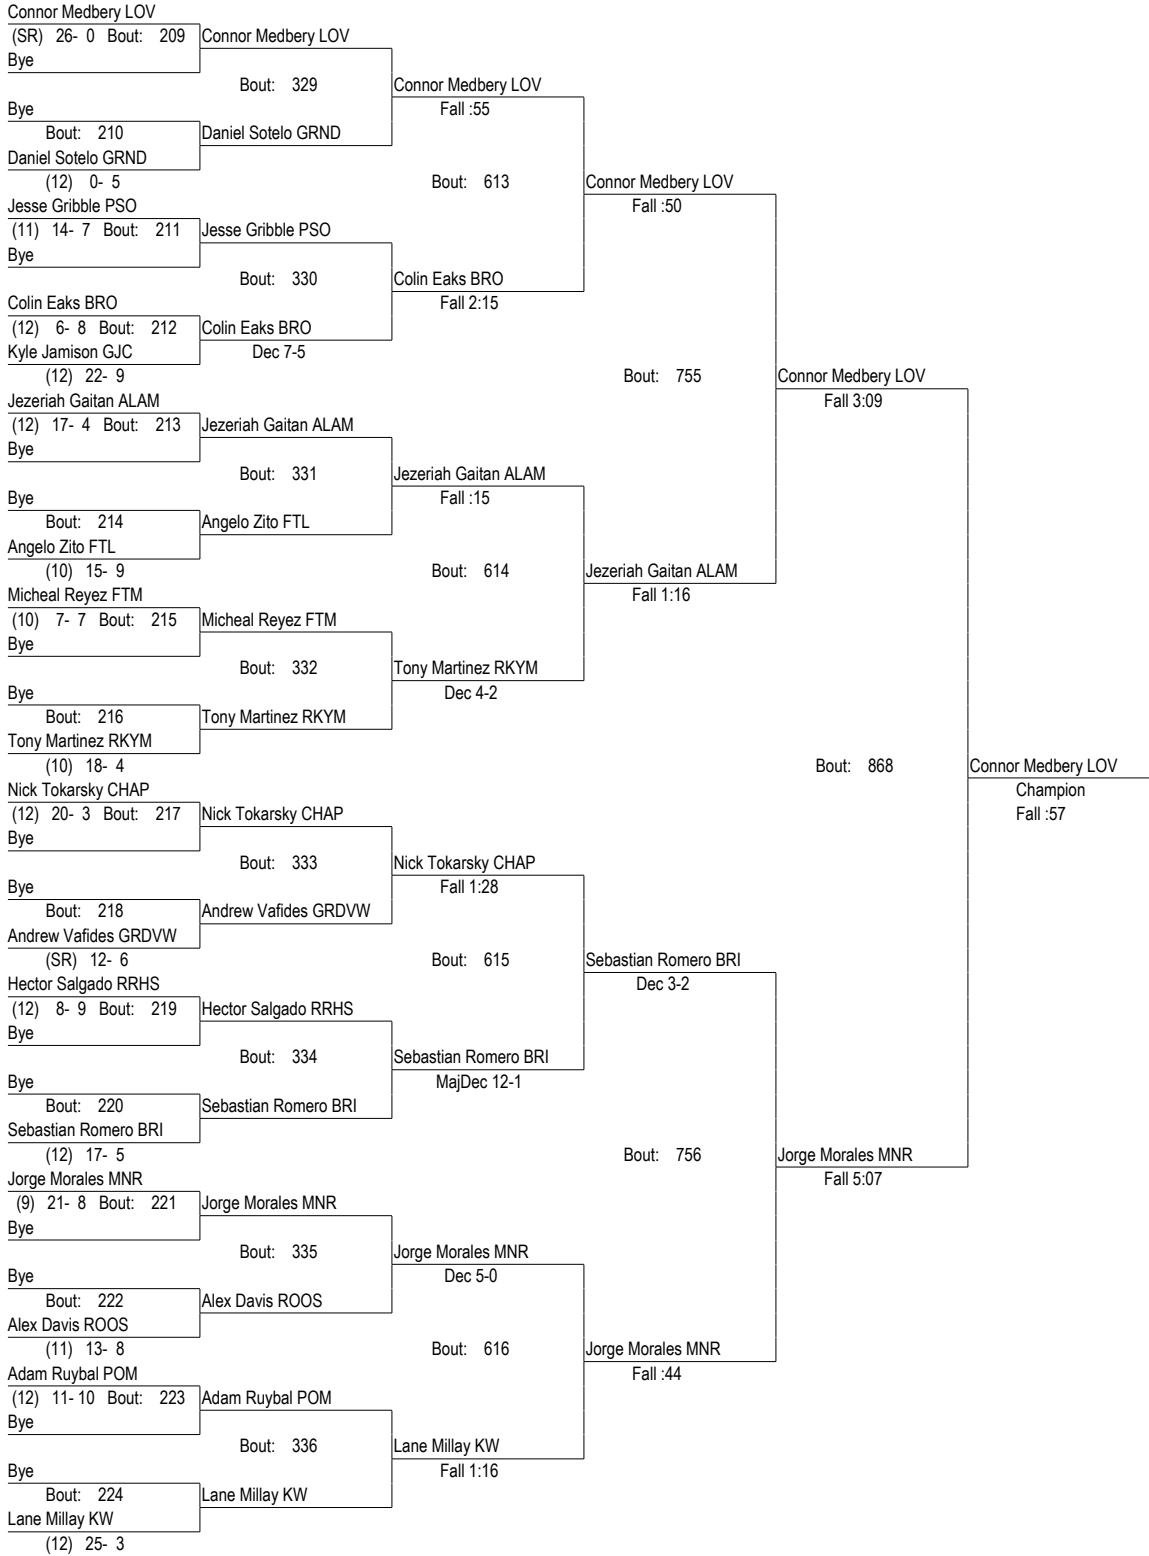 Connor Medbery LOV
(SR) 26- 0 Bout: 209 Connor Medbery LOV
Bye
Bout: 329 Connor Medbery LOV
Bye Fall :55
Bout: 210 Daniel Sotelo GRND
Daniel Sotelo GRND
(12) 0- 5 Bout: 613 Connor Medbery LOV
Jesse Gribble PSO Fall :50
(11) 14- 7 Bout: 211 Jesse Gribble PSO
Bye
Bout: 330 Colin Eaks BRO
Colin Eaks BRO Fall 2:15
(12) 6- 8 Bout: 212 Colin Eaks BRO
Kyle Jamison GJC Dec 7-5
(12) 22- 9 Bout: 755 Connor Medbery LOV
Jezeriah Gaitan ALAM Fall 3:09
(12) 17- 4 Bout: 213 Jezeriah Gaitan ALAM
Bye
Bout: 331 Jezeriah Gaitan ALAM
Bye Fall :15
Bout: 214 Angelo Zito FTL
Angelo Zito FTL
(10) 15- 9 Bout: 614 Jezeriah Gaitan ALAM
Micheal Reyez FTM Fall 1:16
(10) 7- 7 Bout: 215 Micheal Reyez FTM
Bye
Bout: 332 Tony Martinez RKYM
Bye Dec 4-2
Bout: 216 Tony Martinez RKYM
Tony Martinez RKYM
(10) 18- 4 Bout: 868 Connor Medbery LOV
Nick Tokarsky CHAP Champion
(12) 20- 3 Bout: 217 Nick Tokarsky CHAP Fall :57
Bye
Bout: 333 Nick Tokarsky CHAP
Bye Fall 1:28
Bout: 218 Andrew Vafides GRDVW
Andrew Vafides GRDVW
(SR) 12- 6 Bout: 615 Sebastian Romero BRI
Hector Salgado RRHS Dec 3-2
(12) 8- 9 Bout: 219 Hector Salgado RRHS
Bye
Bout: 334 Sebastian Romero BRI
Bye MajDec 12-1
Bout: 220 Sebastian Romero BRI
Sebastian Romero BRI
(12) 17- 5 Bout: 756 Jorge Morales MNR
Jorge Morales MNR Fall 5:07
(9) 21- 8 Bout: 221 Jorge Morales MNR
Bye
Bout: 335 Jorge Morales MNR
Bye Dec 5-0
Bout: 222 Alex Davis ROOS
Alex Davis ROOS
(11) 13- 8 Bout: 616 Jorge Morales MNR
Adam Ruybal POM Fall :44
(12) 11- 10 Bout: 223 Adam Ruybal POM
Bye
Bout: 336 Lane Millay KW
Bye Fall 1:16
Bout: 224 Lane Millay KW
Lane Millay KW
(12) 25- 3